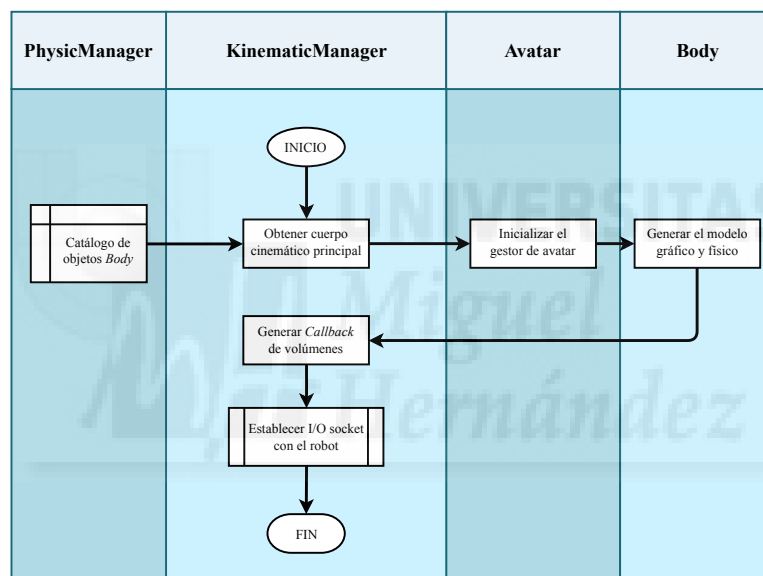 PhysicManager
KinematicManager
Avatar
Body
INICIO
Catálogo de
objetos Body
Obtener cuerpo
cinemático principal
Inicializar el
gestor de avatar
Generar el modelo
gráfico y físico
Generar Callback
de volúmenes
Establecer I/O socket
con el robot
FIN
UNIVERSITAS
Miguel
Hernández